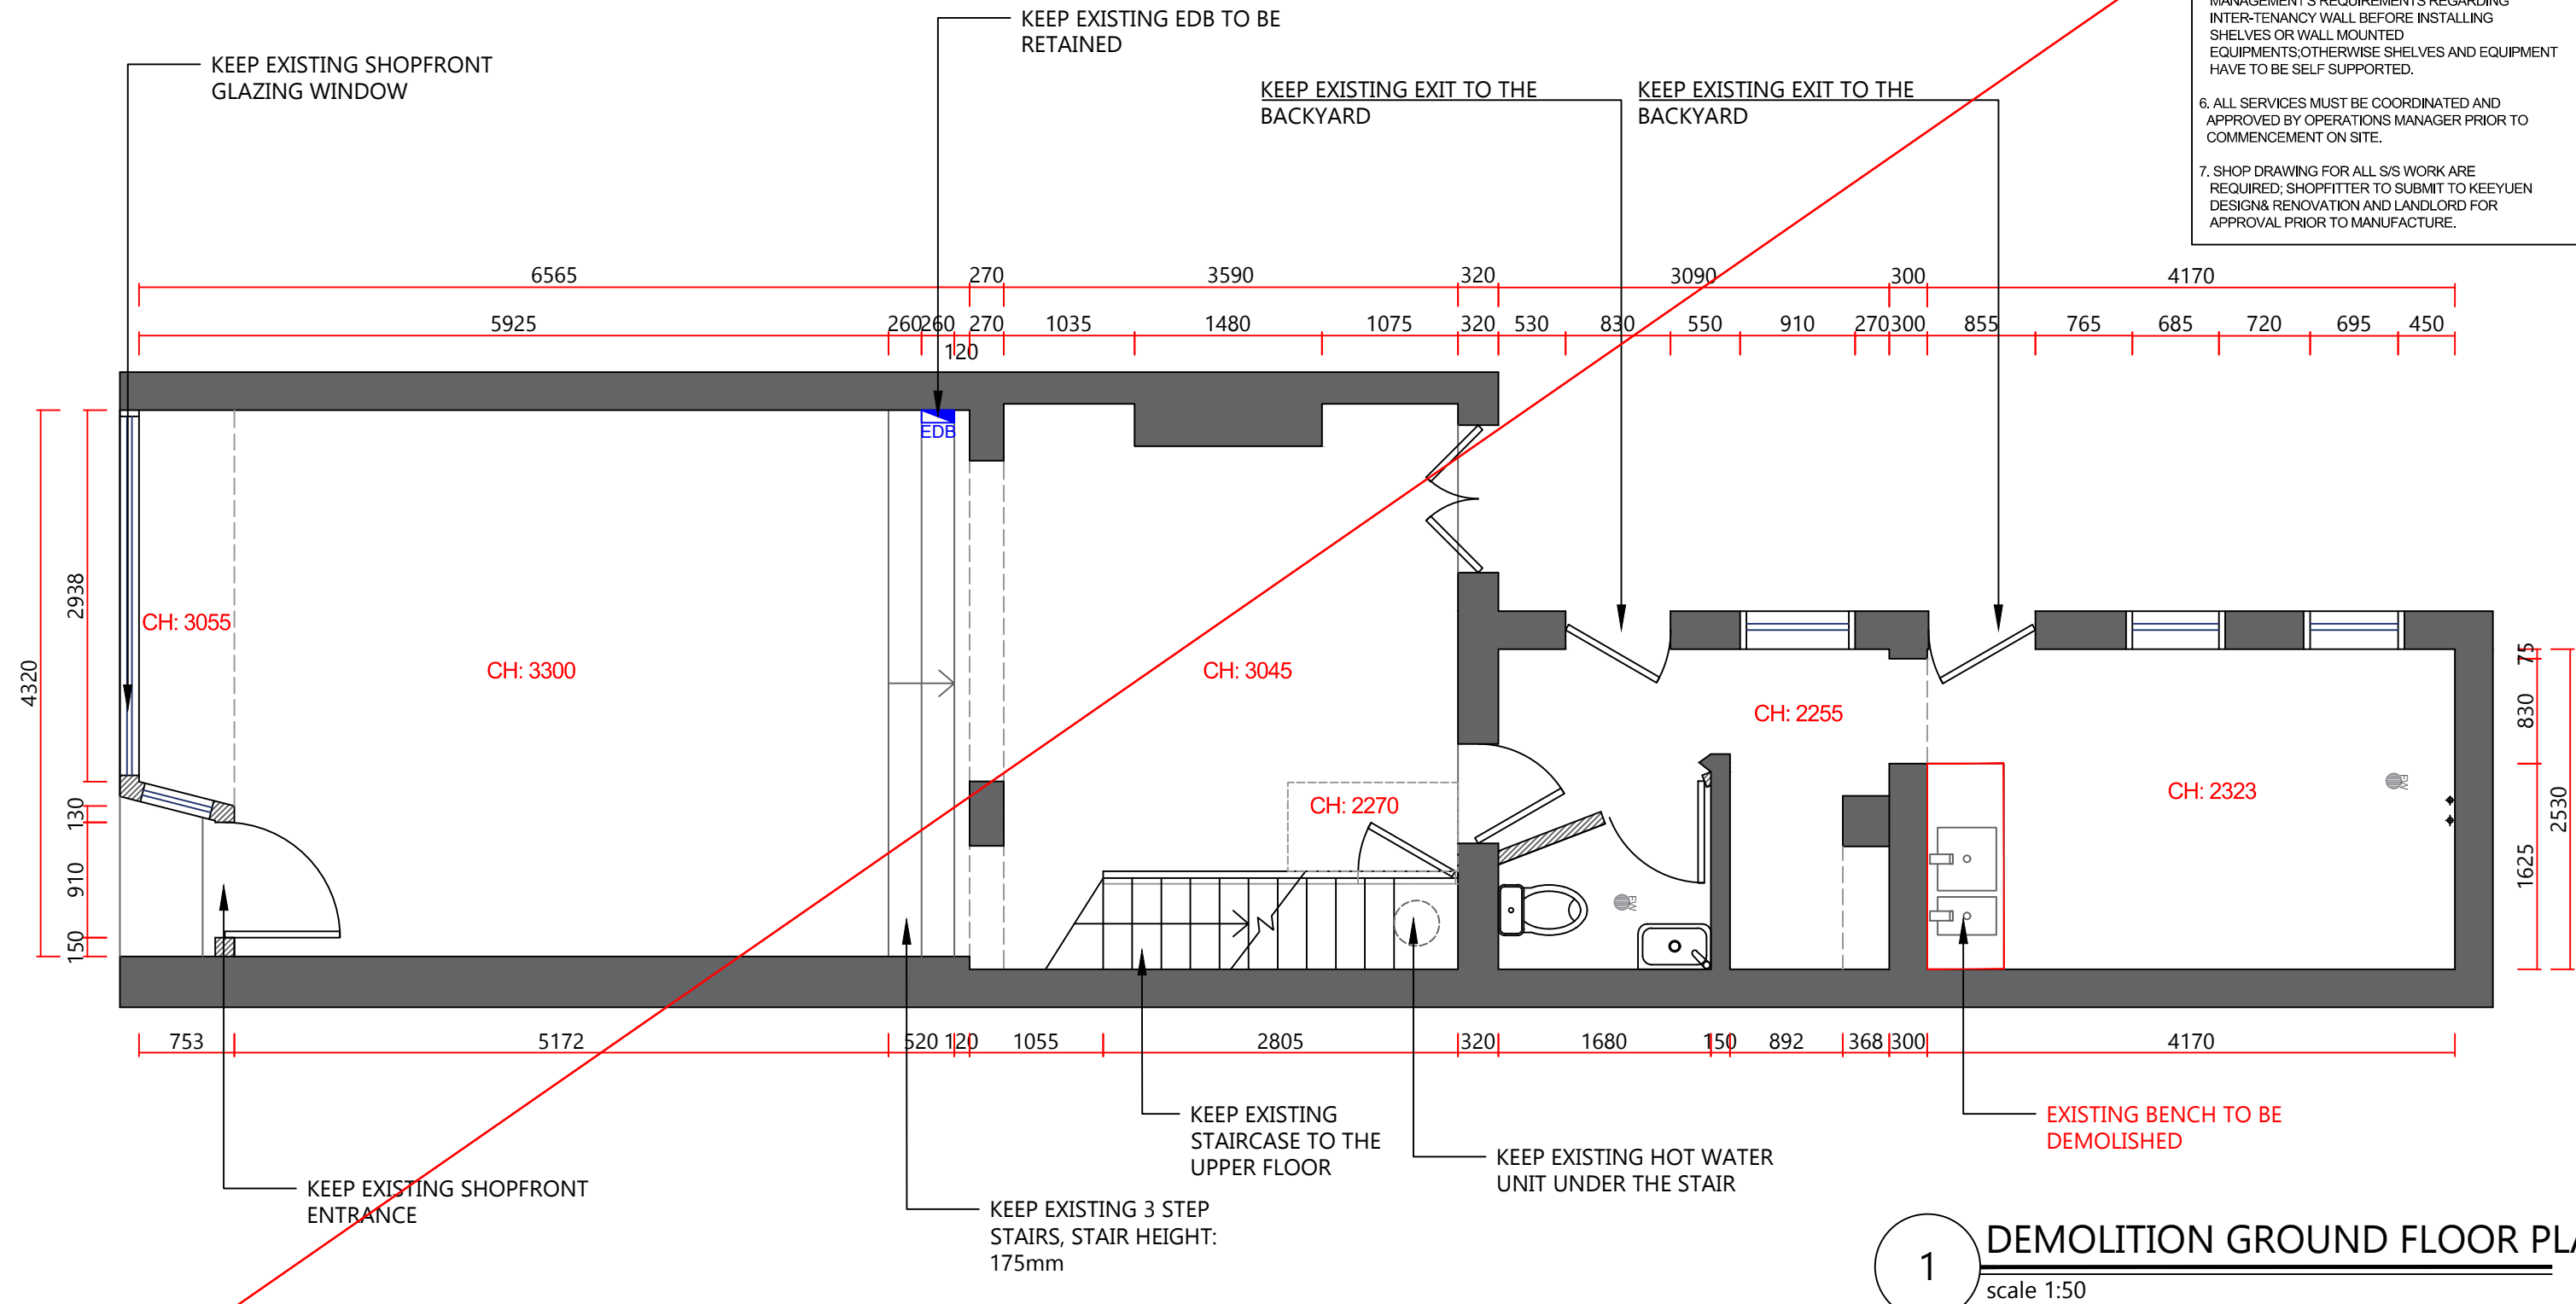 KEEP EXISTING EDB TO BE
RETAINED
KEEP EXISTING SHOPFRONT
GLAZING WINDOW
KEEP EXISTING EXIT TO THE
BACKYARD
KEEP EXISTING EXIT TO THE
BACKYARD
MANAGEMENT'S REQUIREMENTS REGARDING
INTER-TENANCY WALL BEFORE INSTALLING
SHELVES OR WALL MOUNTED
EQUIPMENTS;OTHERWISE SHELVES AND EQUIPMENT
HAVE TO BE SELF SUPPORTED.
6. ALL SERVICES MUST BE COORDINATED AND
APPROVED BY OPERATIONS MANAGER PRIOR TO
COMMENCEMENT ON SITE.
7. SHOP DRAWING FOR ALL S/S WORK ARE
REQUIRED; SHOPFITTER TO SUBMIT TO KEEYUEN
DESIGN& RENOVATION AND LANDLORD FOR
APPROVAL PRIOR TO MANUFACTURE.
6565 270 3590 320 3090 300 4170
5925 260 260 270 1035 1480 1075 320 530 830 550 910 270 300 855 765 685 720 695 450
120
EDB
4320
2938
130
910
150
CH: 3055
CH: 3300
CH: 3045
CH: 2270
CH: 2255
CH: 2323
FW
FW
75
830
1625
2530
753 5172 520 120 1055 2805 320 1680 150 892 368 300 4170
KEEP EXISTING SHOPFRONT
ENTRANCE
KEEP EXISTING 3 STEP
STAIRS, STAIR HEIGHT:
175mm
KEEP EXISTING
STAIRCASE TO THE
UPPER FLOOR
KEEP EXISTING HOT WATER
UNIT UNDER THE STAIR
EXISTING BENCH TO BE
DEMOLISHED
1
DEMOLITION GROUND FLOOR PLA
scale 1:50